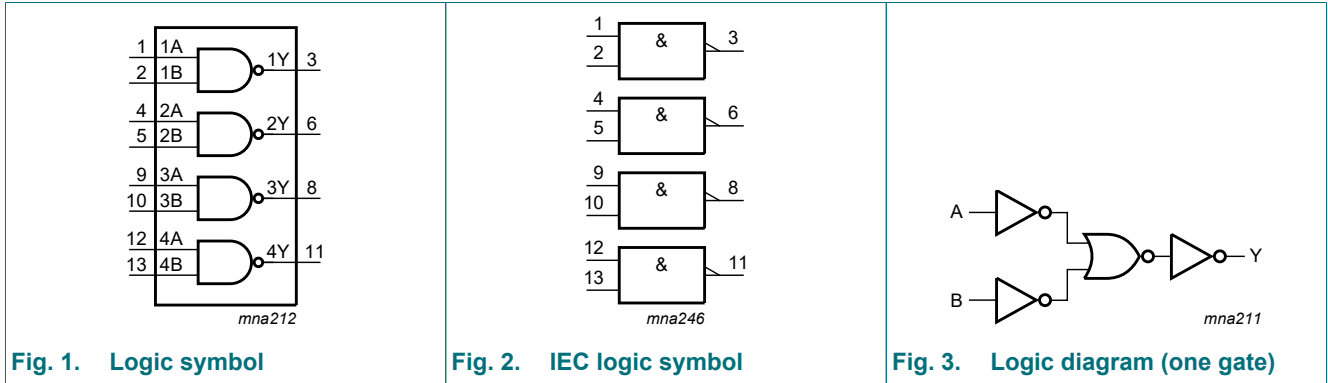 1 1A
2 1B
1Y 3
4 2A
5 2B
2Y 6
9 3A
10 3B
3Y 8
12 4A
13 4B
4Y 11
mna212
Fig. 1. Logic symbol
1
2
&
3
4
5
&
6
9
10
&
8
12
13
&
11
mna246
Fig. 2. IEC logic symbol
A
B
Y
mna211
Fig. 3. Logic diagram (one gate)